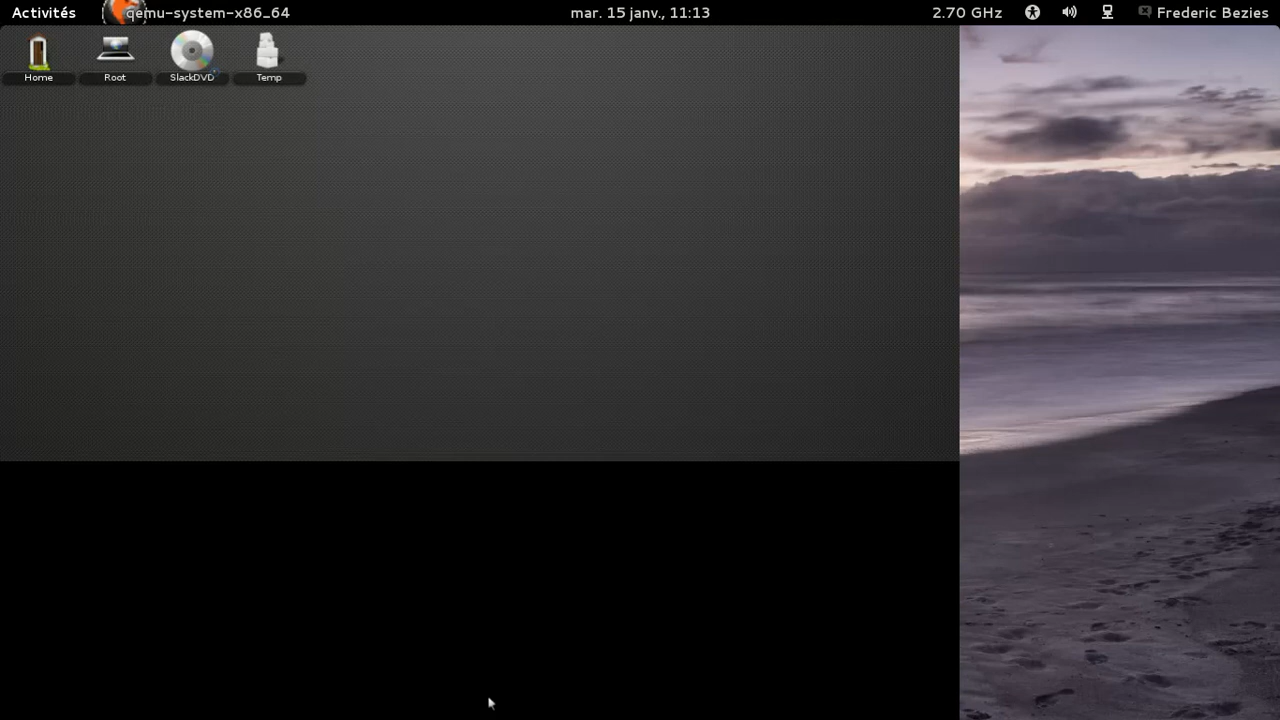 Activités qemu-system-x86_64 mar. 15 janv., 11:13 2.70 GHz Frederic Bezies
Home Root SlackDVD Temp